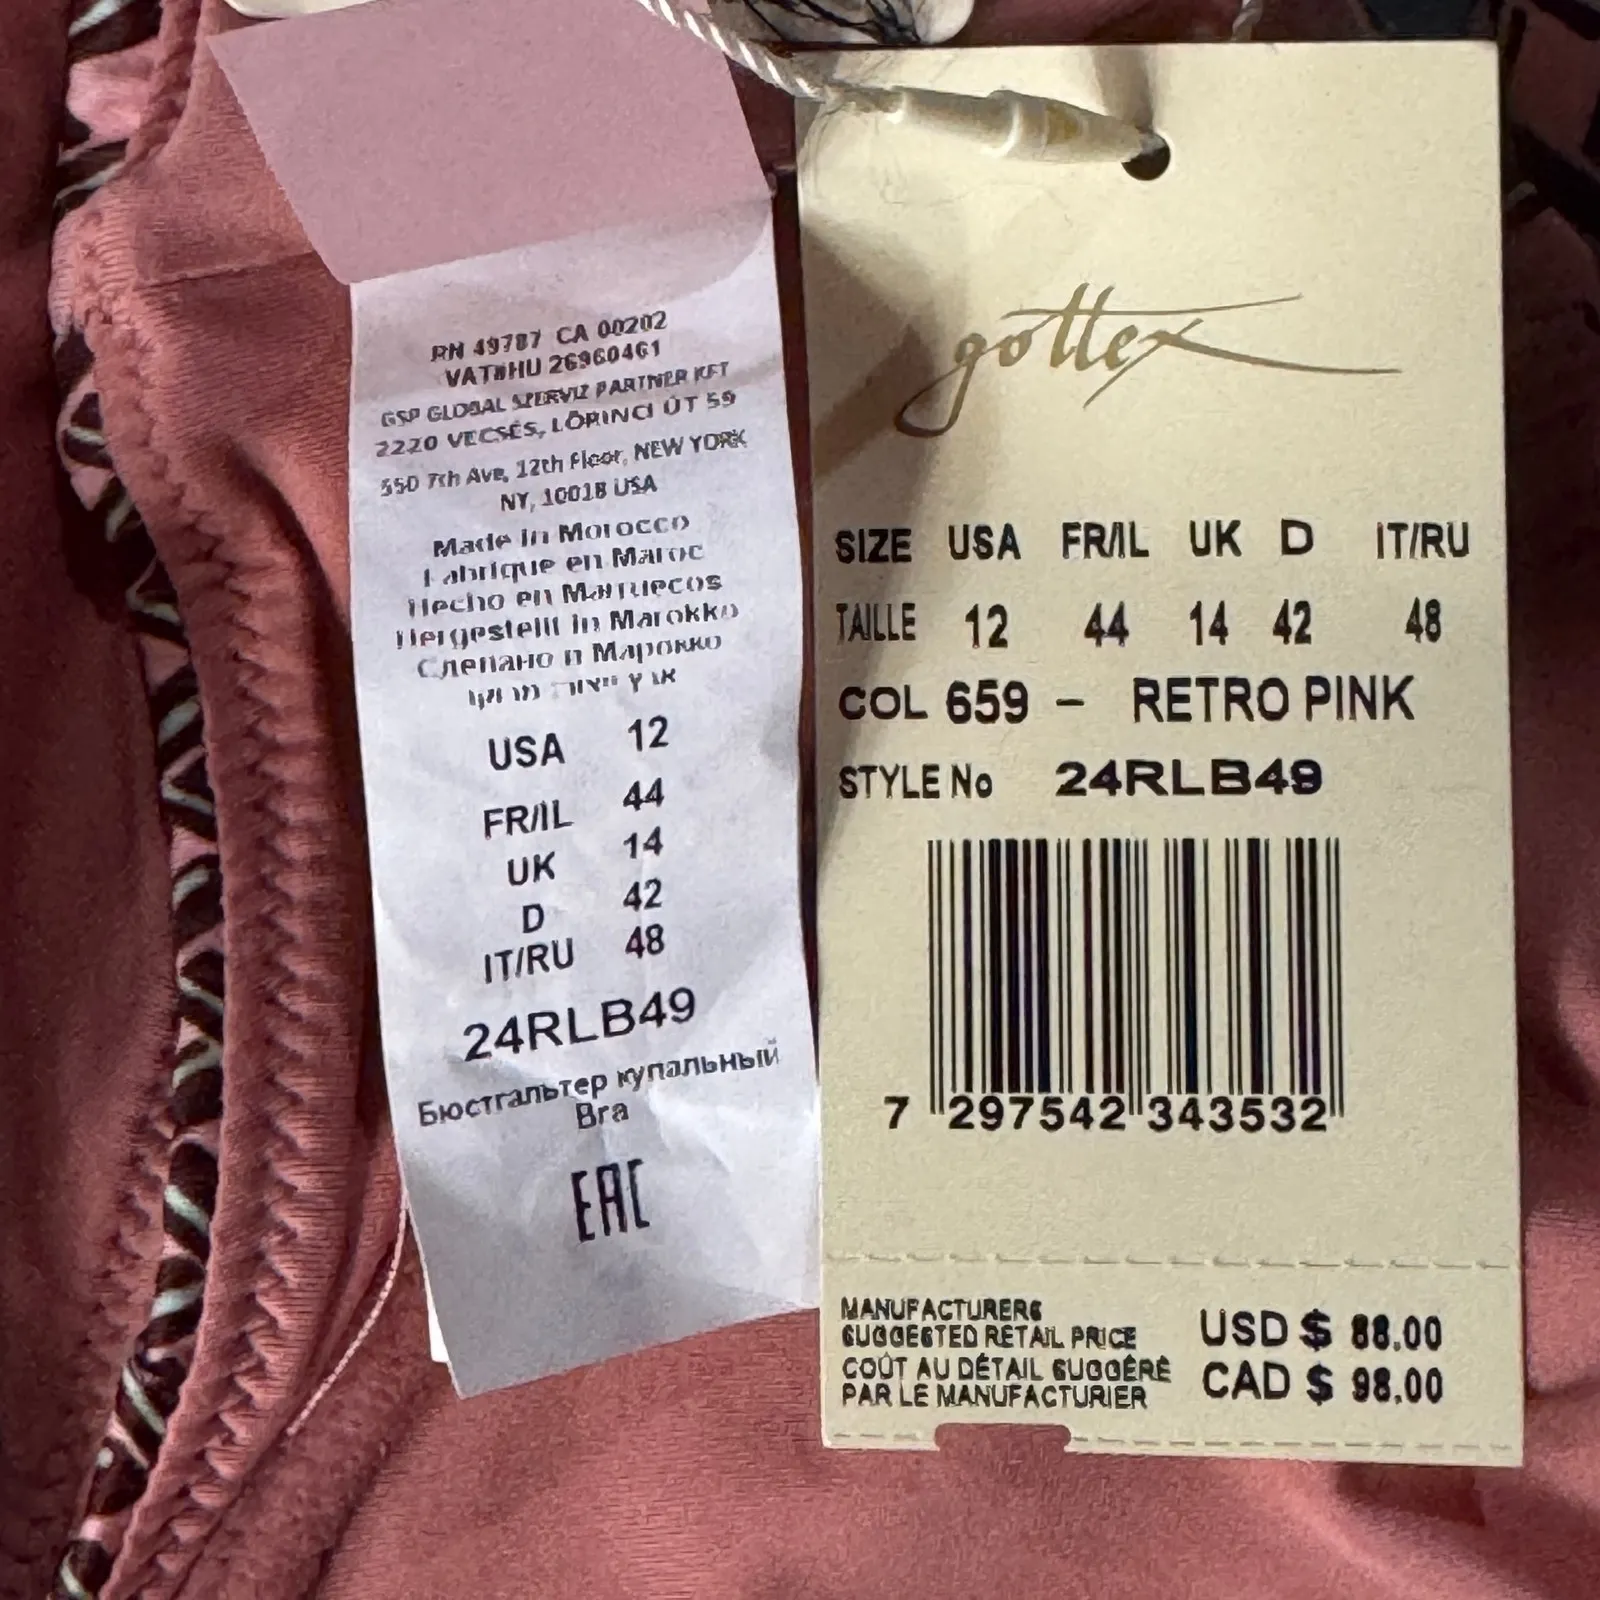 RN 49787 CA 00202
VAT#HU 26960461
GSP GLOBAL SZERVIZ PARTNER KFT
2220 VECSÉS, LŐRINCI ÚT 59
550 7th Ave, 12th Floor, NEW YORK
NY, 10018 USA
Made in Morocco
Fabrique en Maroc
Hecho en Marruecos
Hergestellt in Marokko
Сделано в Марокко
USA 12
FR/IL 44
UK 14
D 42
IT/RU 48
24RLB49
Бюстгальтер купальный
Bra
EAC
gottex
SIZE USA FR/IL UK D IT/RU
TAILLE 12 44 14 42 48
COL 659 - RETRO PINK
STYLE No 24RLB49
7 297542 343532
MANUFACTURERS
SUGGESTED RETAIL PRICE
COÛT AU DÉTAIL SUGGÉRÉ
PAR LE MANUFACTURIER
USD $ 88.00
CAD $ 98.00